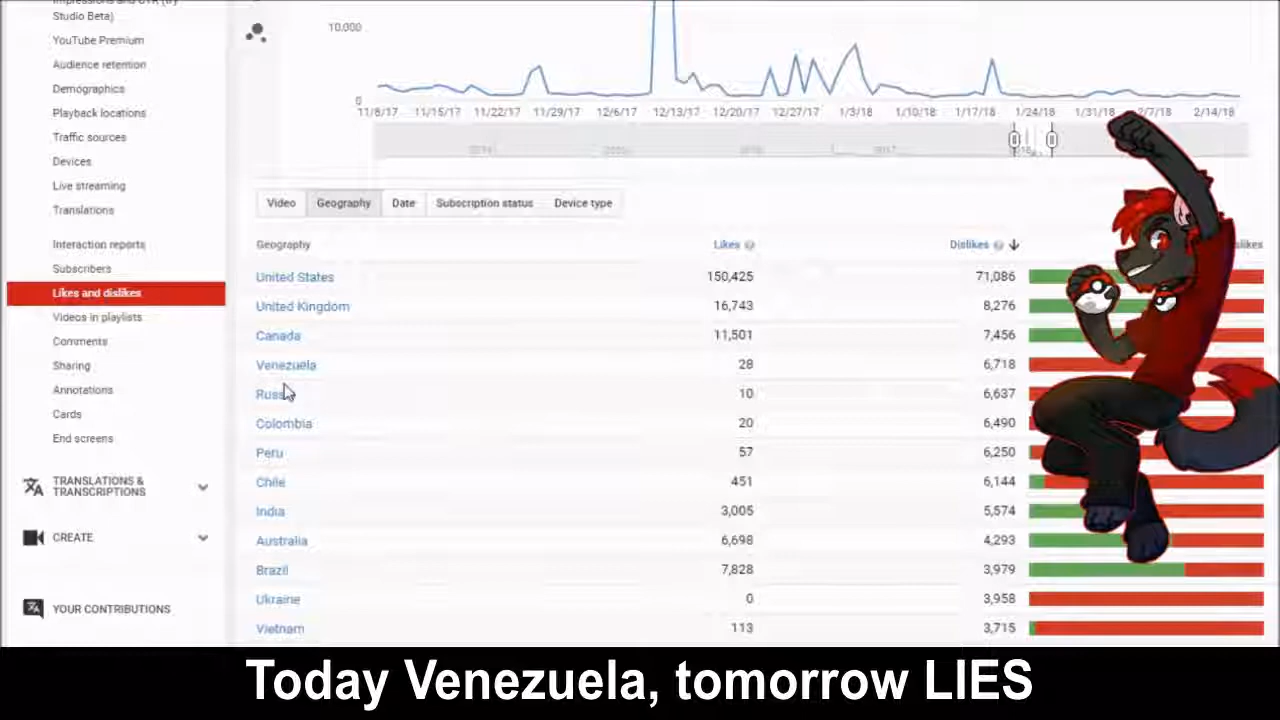 Studio Beta)
YouTube Premium
Audience retention
Demographics
Playback locations
Traffic sources
Devices
Live streaming
Translations
Interaction reports
Subscribers
Likes and dislikes
Videos in playlists
Comments
Sharing
Annotations
Cards
End screens
TRANSLATIONS &
TRANSCRIPTIONS
CREATE
YOUR CONTRIBUTIONS
10,000
0
11/8/17 11/15/17 11/22/17 11/29/17 12/6/17 12/13/17 12/20/17 12/27/17 1/3/18 1/10/18 1/17/18 1/24/18 1/31/18 2/7/18 2/14/18
2017
Video Geography Date Subscription status Device type
Geography Likes Dislikes
United States 150,425 71,086
United Kingdom 16,743 8,276
Canada 11,501 7,456
Venezuela 28 6,718
Russ 10 6,637
Colombia 20 6,490
Peru 57 6,250
Chile 451 6,144
India 3,005 5,574
Australia 6,698 4,293
Brazil 7,828 3,979
Ukraine 0 3,958
Vietnam 113 3,715
Today Venezuela, tomorrow LIES